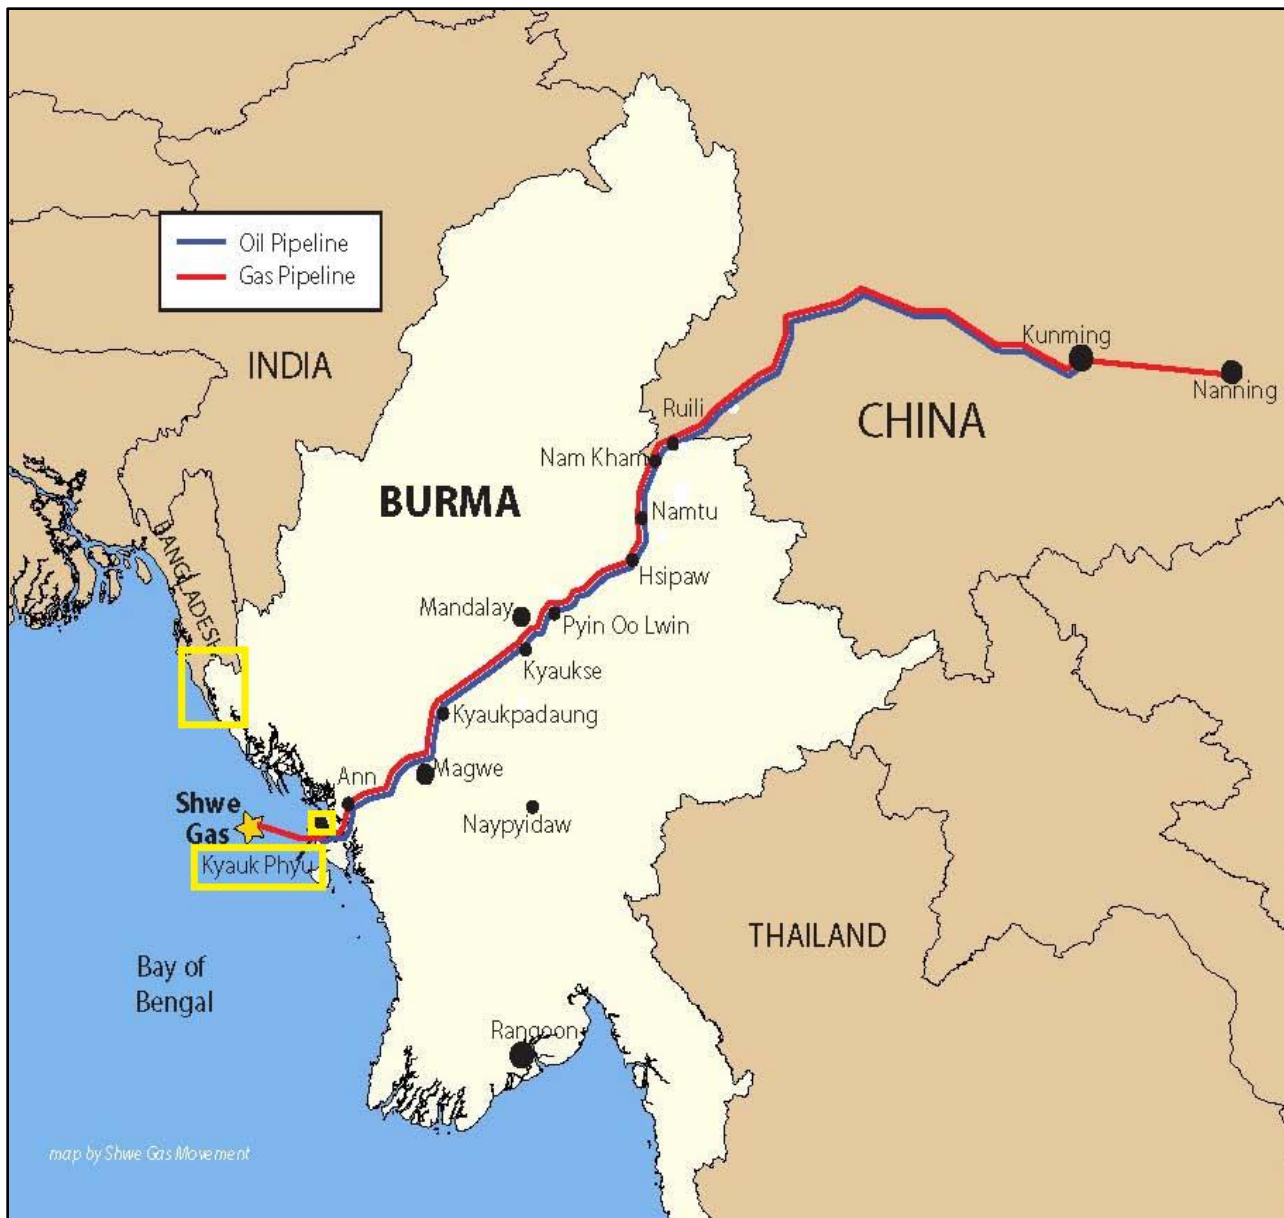 Oil Pipeline
Gas Pipeline
INDIA
Kunming
Nanning
CHINA
Ruili
Nam Kham
BURMA
Namtu
BANGLADESH
Hsipaw
Mandalay
Pyin Oo Lwin
Kyaukse
Kyaukpadaung
Ann
Magwe
Shwe
Gas
Naypyidaw
Kyauk Phyu
THAILAND
Bay of
Bengal
Rangoon
map by Shwe Gas Movement